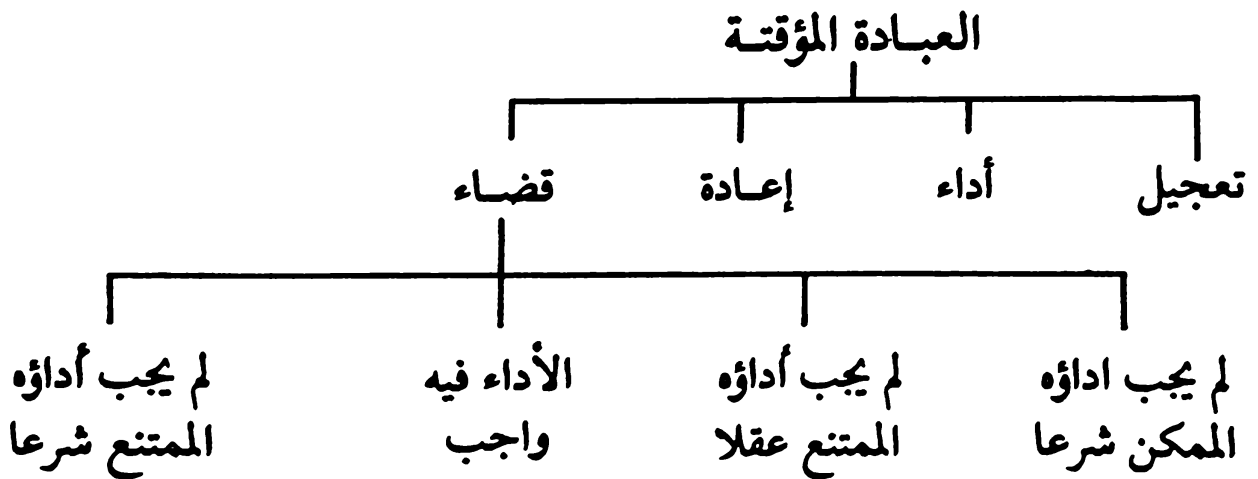 العبادة المؤقتة
تعجيل أداء إعادة قضاء
لم يجب اداؤه لم يجب أداؤه الأداء فيه لم يجب أداؤه
الممكن شرعا الممتنع عقلا واجب الممتنع شرعا